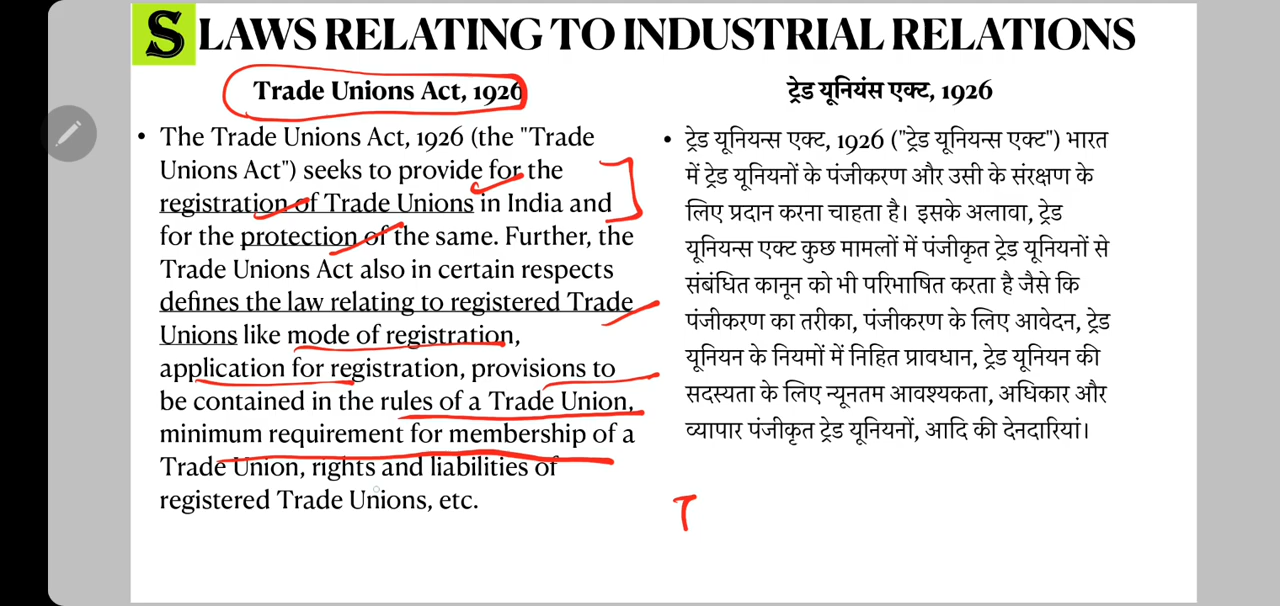 S LAWS RELATING TO INDUSTRIAL RELATIONS
Trade Unions Act, 1926
• The Trade Unions Act, 1926 (the "Trade
Unions Act") seeks to provide for the
registration of Trade Unions in India and
for the protection of the same. Further, the
Trade Unions Act also in certain respects
defines the law relating to registered Trade
Unions like mode of registration,
application for registration, provisions to
be contained in the rules of a Trade Union,
minimum requirement for membership of a
Trade Union, rights and liabilities of
registered Trade Unions, etc.
ट्रेड यूनियंस एक्ट, 1926
• ट्रेड यूनियन्स एक्ट, 1926 ("ट्रेड यूनियन्स एक्ट") भारत
में ट्रेड यूनियनों के पंजीकरण और उसी के संरक्षण के
लिए प्रदान करना चाहता है। इसके अलावा, ट्रेड
यूनियन्स एक्ट कुछ मामलों में पंजीकृत ट्रेड यूनियनों से
संबंधित कानून को भी परिभाषित करता है जैसे कि
पंजीकरण का तरीका, पंजीकरण के लिए आवेदन, ट्रेड
यूनियन के नियमों में निहित प्रावधान, ट्रेड यूनियन की
सदस्यता के लिए न्यूनतम आवश्यकता, अधिकार और
व्यापार पंजीकृत ट्रेड यूनियनों, आदि की देनदारियां।